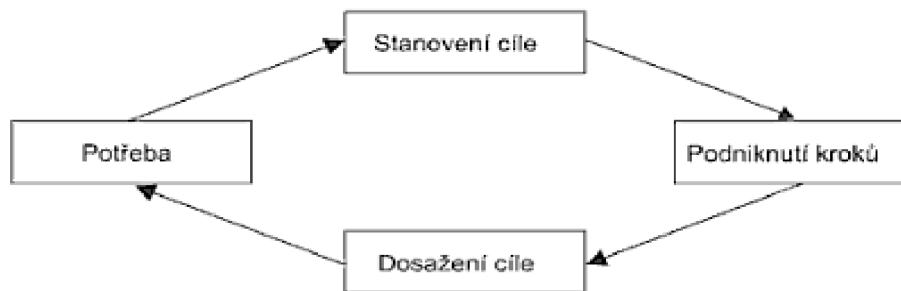 Stanovení cíle
Potřeba
Podniknutí kroků
Dosažení cíle